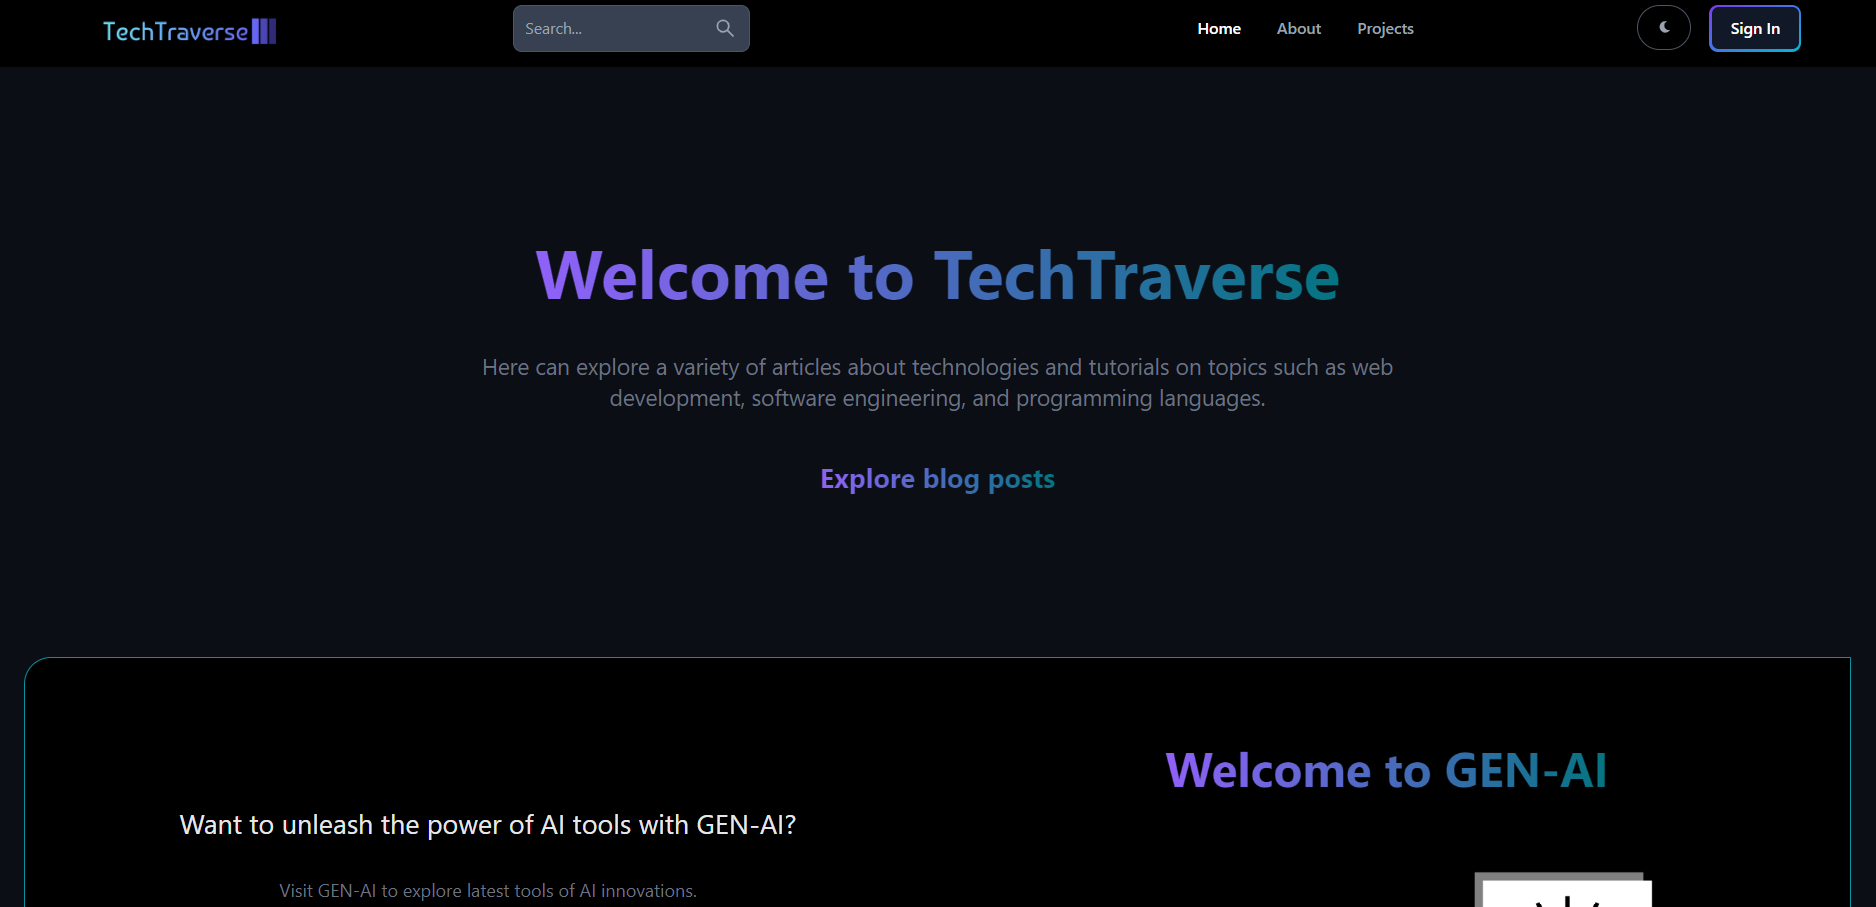 TechTraverse
Search...
Home
About
Projects
Sign In
Welcome to TechTraverse
Here can explore a variety of articles about technologies and tutorials on topics such as web
development, software engineering, and programming languages.
Explore blog posts
Welcome to GEN-AI
Want to unleash the power of AI tools with GEN-AI?
Visit GEN-AI to explore latest tools of AI innovations.